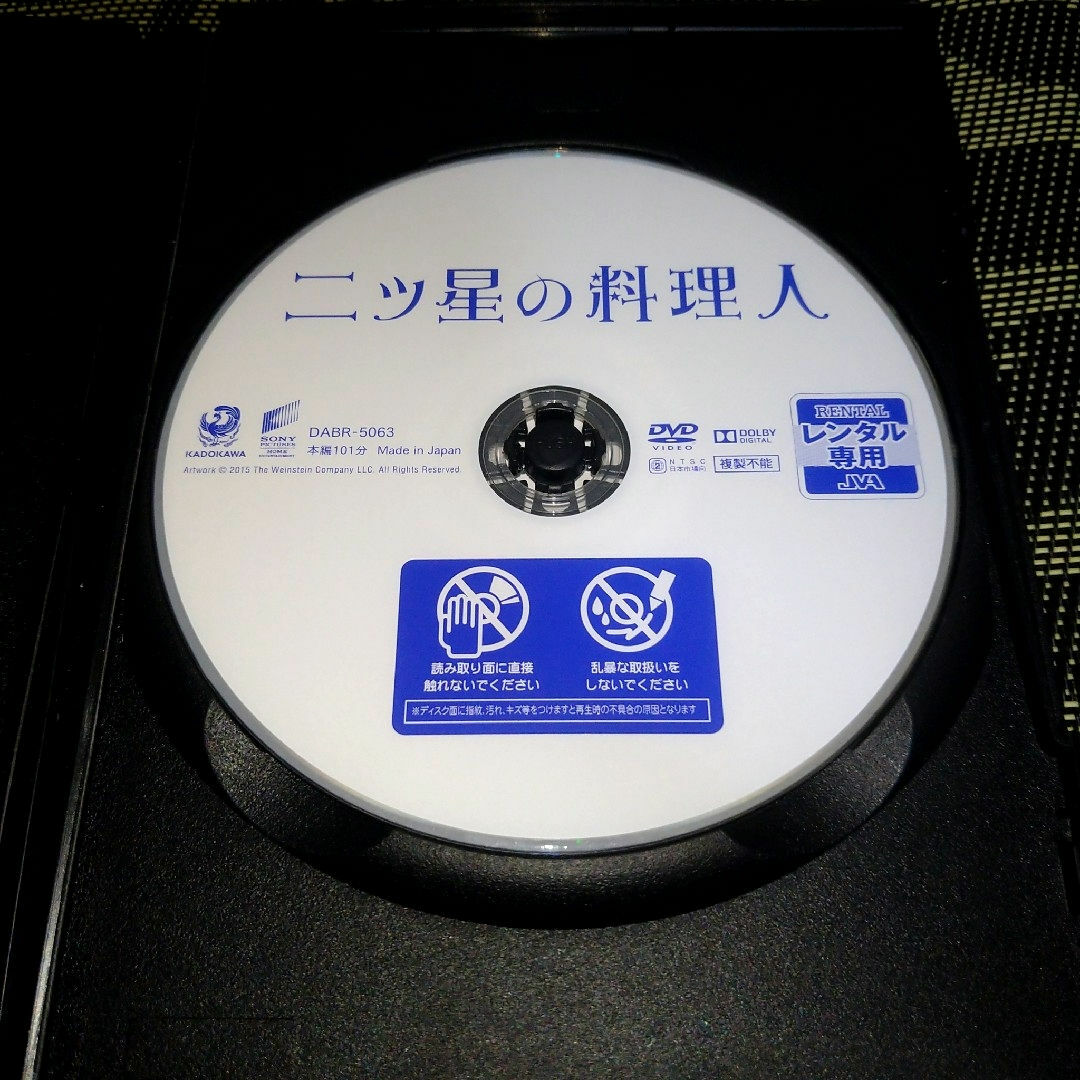 二ツ星の料理人
KADOKAWA
SONY
PICTURES
HOME
ENTERTAINMENT
DABR-5063
本編101分 Made in Japan
Artwork © 2015 The Weinstein Company LLC. All Rights Reserved.
DVD
VIDEO
DOLBY
DIGITAL
2
NTSC
日本市場向
複製不能
RENTAL
レンタル
専用
JVA
読み取り面に直接
触れないでください
乱暴な取扱いを
しないでください
※ディスク面に指紋、汚れ、キズ等をつけますと再生時の不具合の原因となります